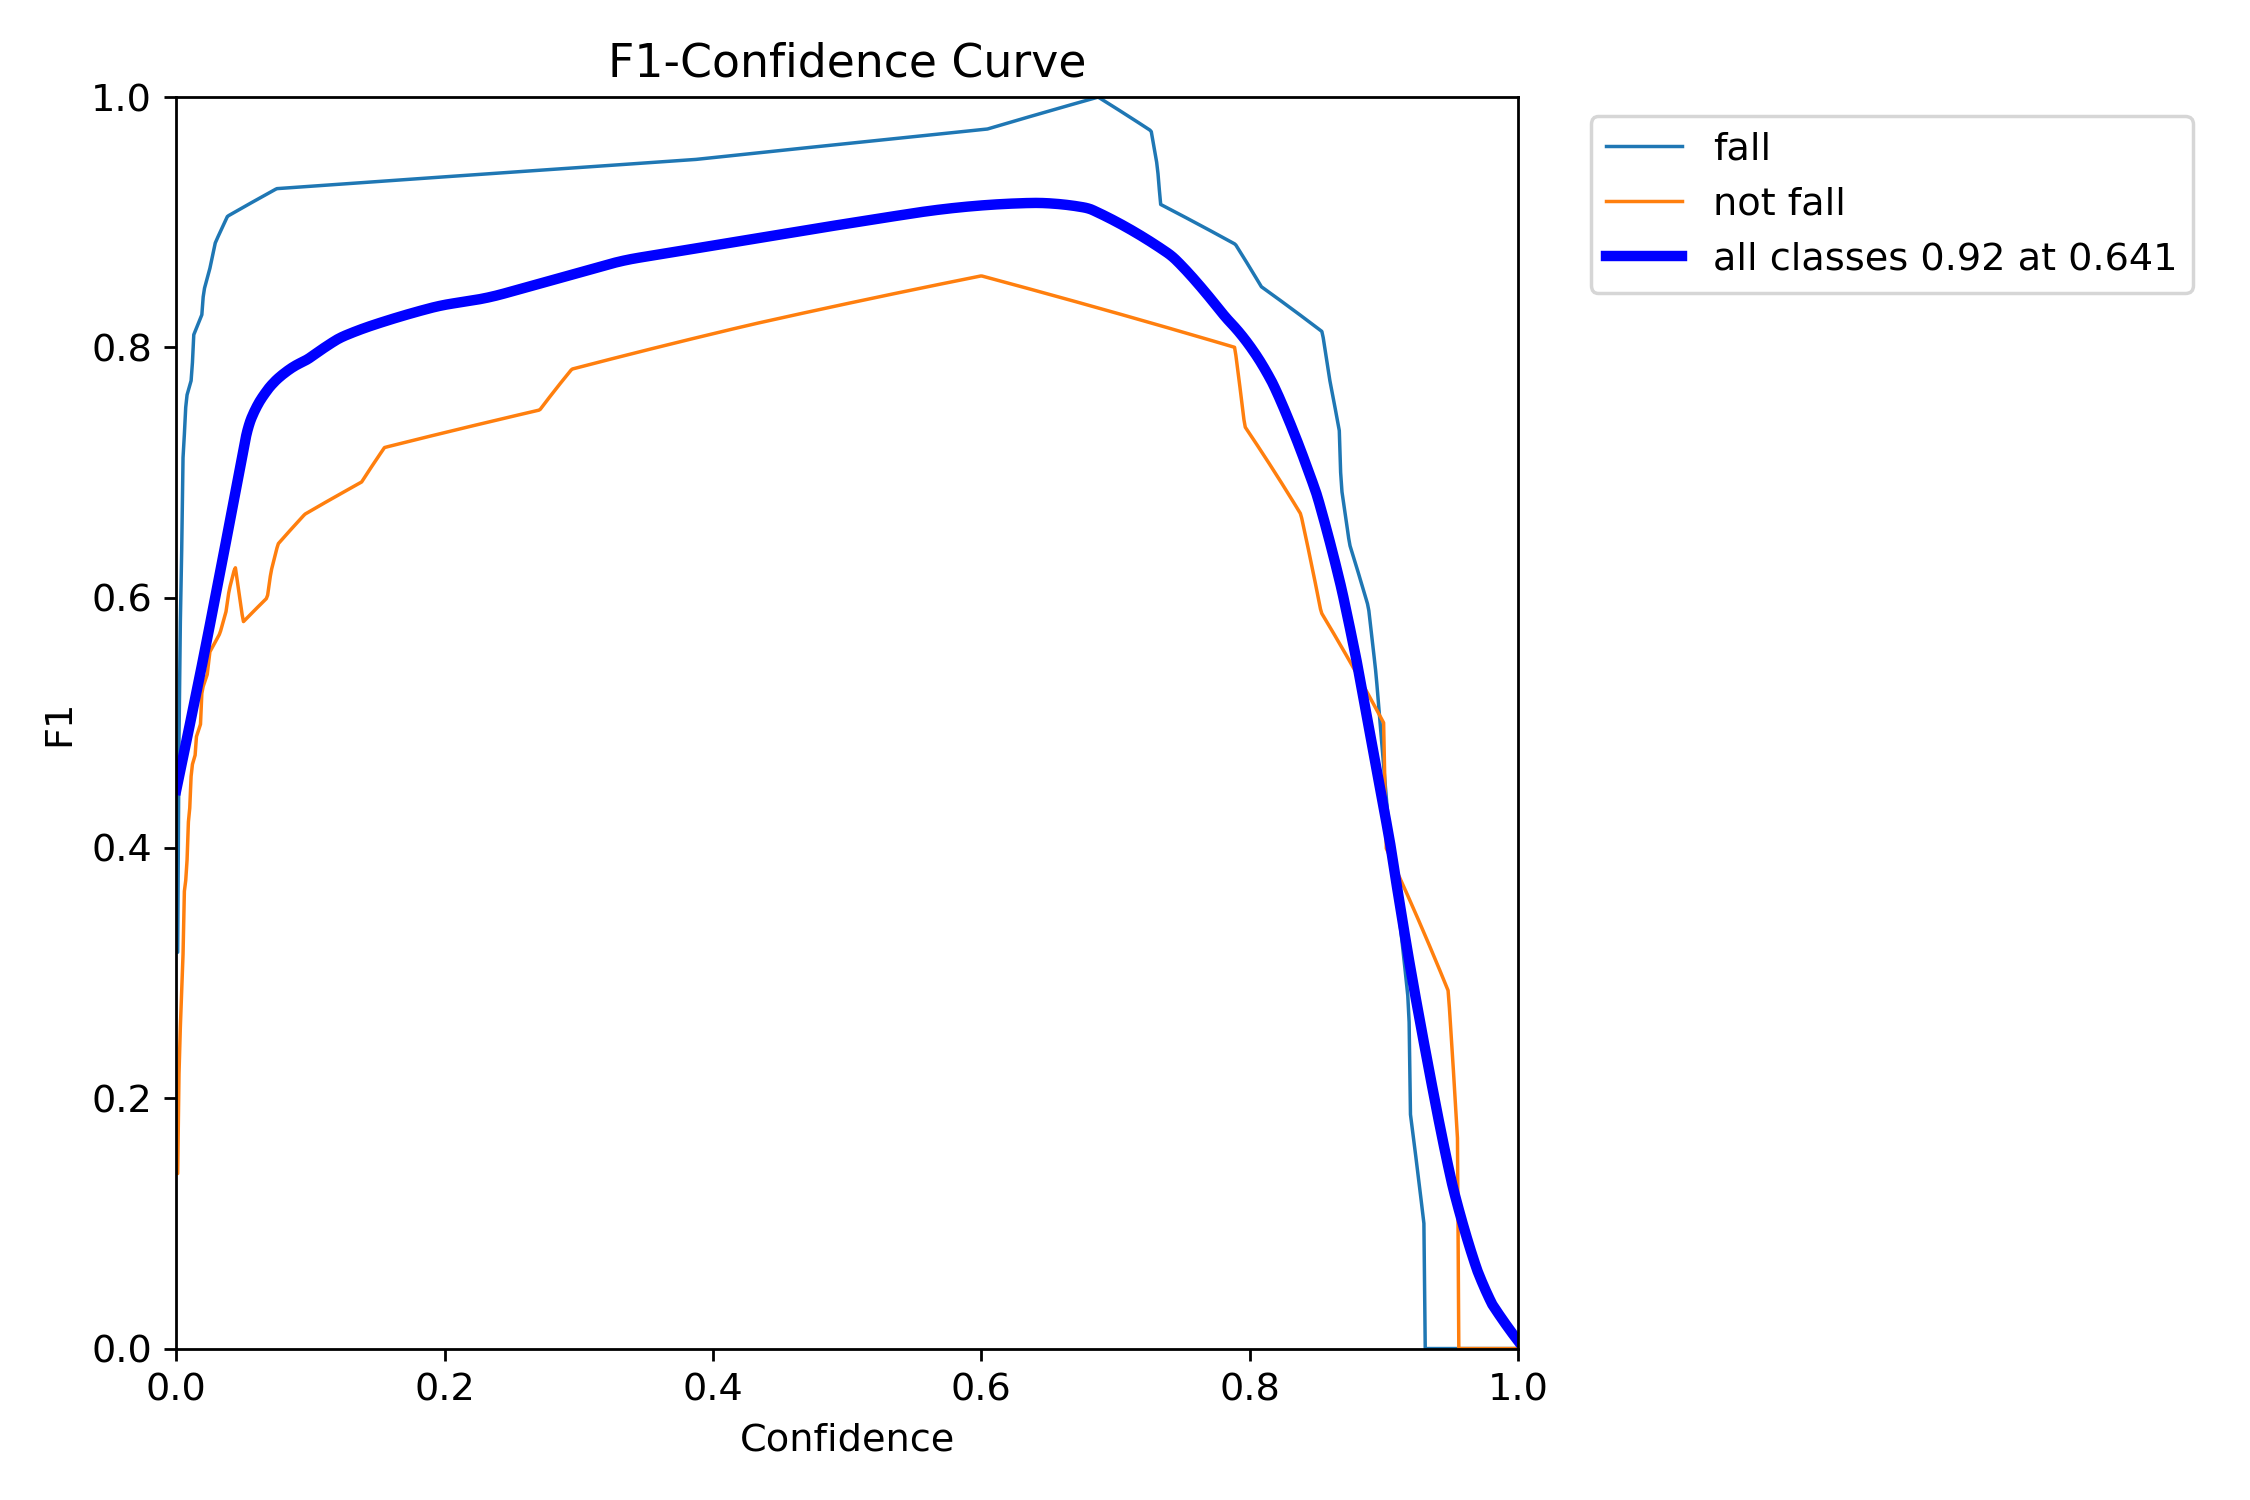 F1-Confidence Curve
1.0
0.8
0.6
0.4
0.2
0.0
F1
0.0 0.2 0.4 0.6 0.8 1.0
Confidence
fall
not fall
all classes 0.92 at 0.641